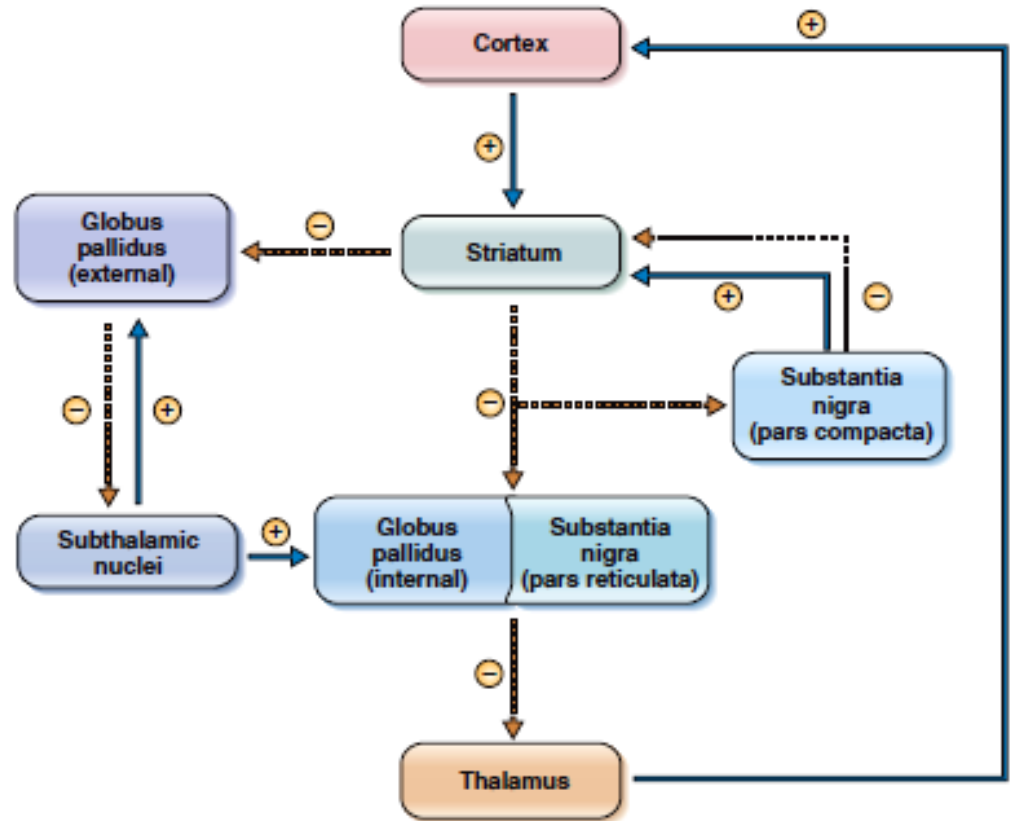 Cortex
+
+
Globus
pallidus
(external)
−
Striatum
+
−
Substantia
nigra
(pars compacta)
−
+
−
Subthalamic
nuclei
+
Globus
pallidus
(internal)
Substantia
nigra
(pars reticulata)
−
Thalamus